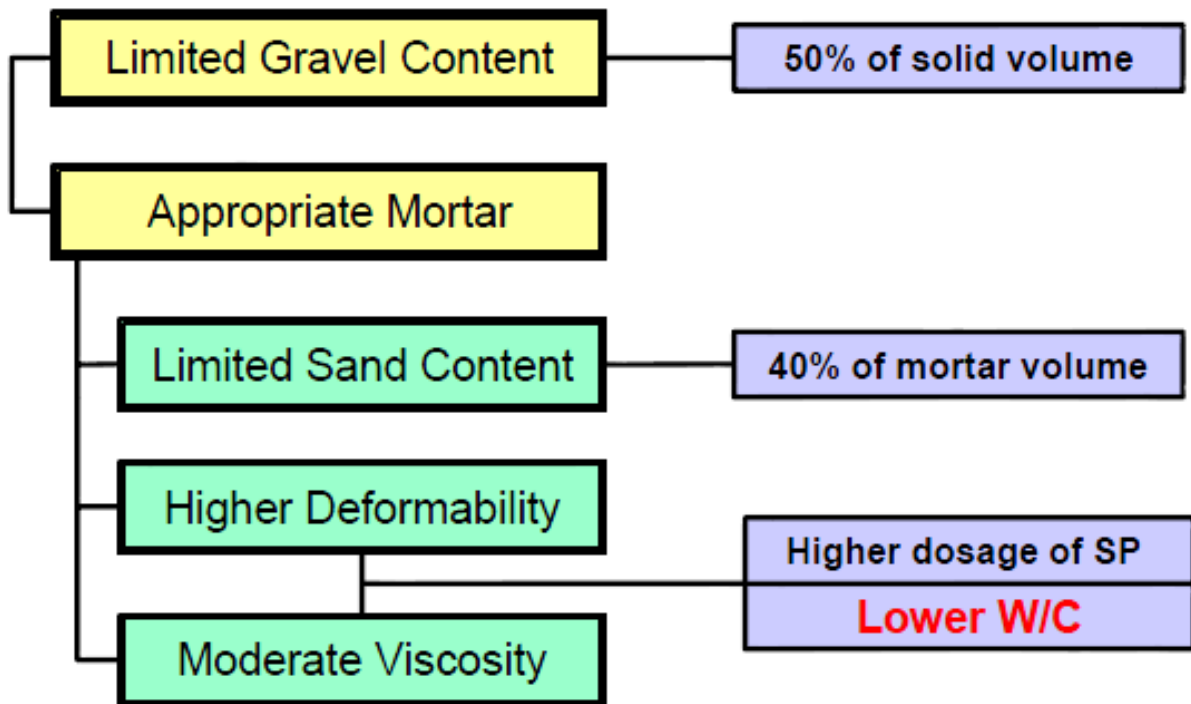 Limited Gravel Content
50% of solid volume
Appropriate Mortar
Limited Sand Content
40% of mortar volume
Higher Deformability
Higher dosage of SP
Lower W/C
Moderate Viscosity